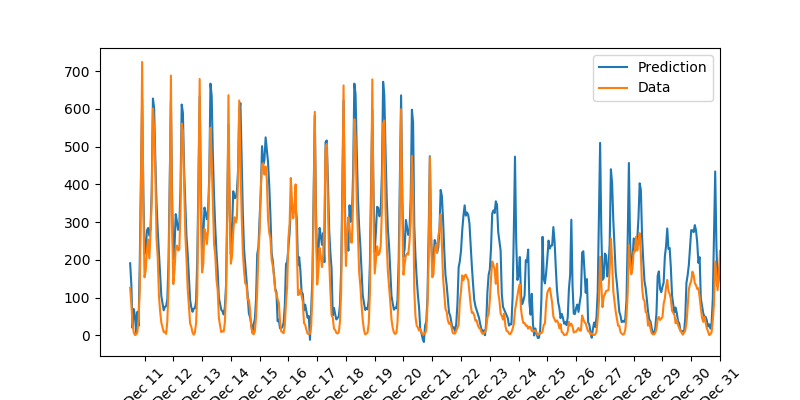 Prediction
Data
700
600
500
400
300
200
100
0
Dec 11
Dec 12
Dec 13
Dec 14
Dec 15
Dec 16
Dec 17
Dec 18
Dec 19
Dec 20
Dec 21
Dec 22
Dec 23
Dec 24
Dec 25
Dec 26
Dec 27
Dec 28
Dec 29
Dec 30
Dec 31